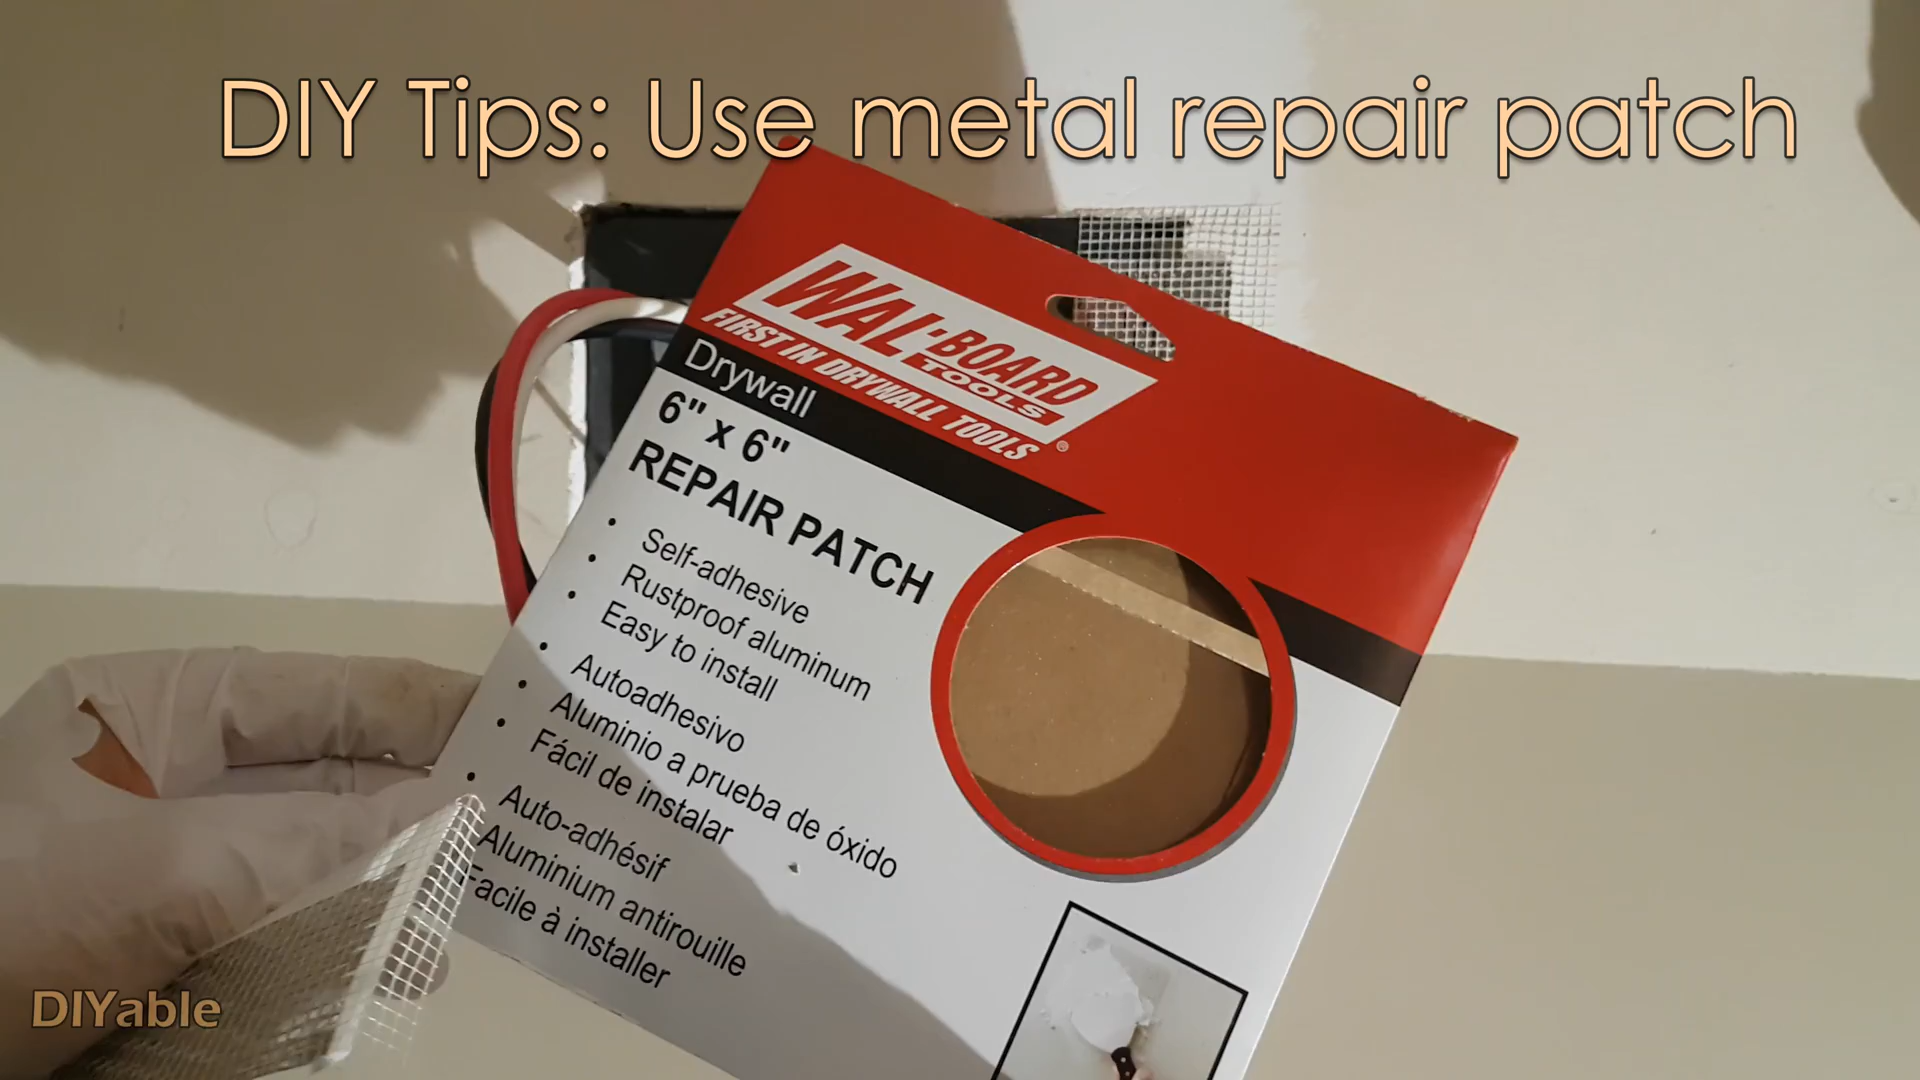 DIY Tips: Use metal repair patch
WAL-BOARD
TOOLS
®
FIRST IN DRYWALL TOOLS
Drywall
6" x 6"
REPAIR PATCH
• Self-adhesive
• Rustproof aluminum
• Easy to install
• Autoadhesivo
• Aluminio a prueba de óxido
• Fácil de instalar
• Auto-adhésif
Aluminium antirouille
Facile à installer
DIYable